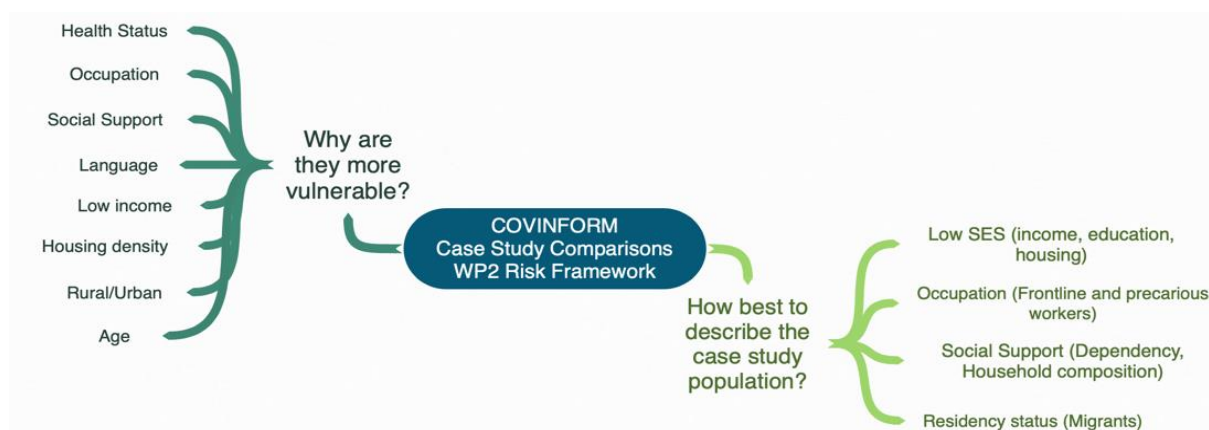 Health Status
Occupation
Social Support
Language
Low income
Housing density
Rural/Urban
Age
Why are
they more
vulnerable?
COVINFORM
Case Study Comparisons
WP2 Risk Framework
How best to
describe the
case study
population?
Low SES (income, education,
housing)
Occupation (Frontline and precarious
workers)
Social Support (Dependency,
Household composition)
Residency status (Migrants)